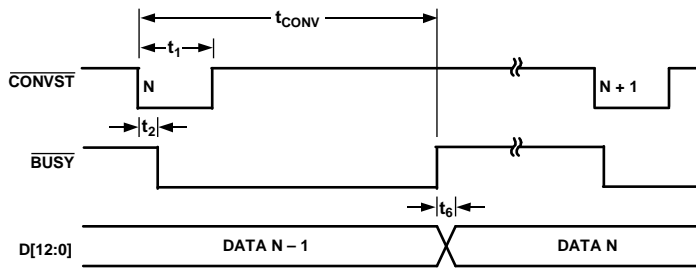 tCONV
t1
CONVST
N
N + 1
t2
BUSY
t6
D[12:0]
DATA N – 1
DATA N